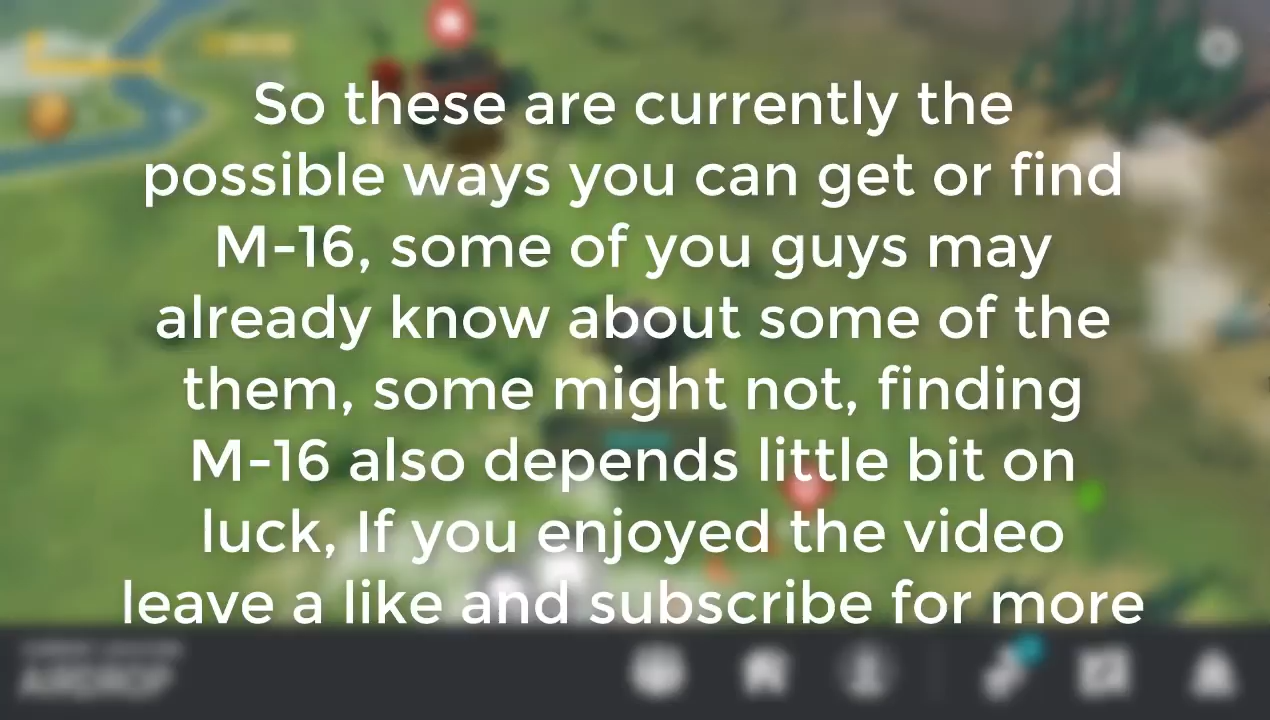 So these are currently the
possible ways you can get or find
M-16, some of you guys may
already know about some of the
them, some might not, finding
M-16 also depends little bit on
luck, If you enjoyed the video
leave a like and subscribe for more
AIRDROP